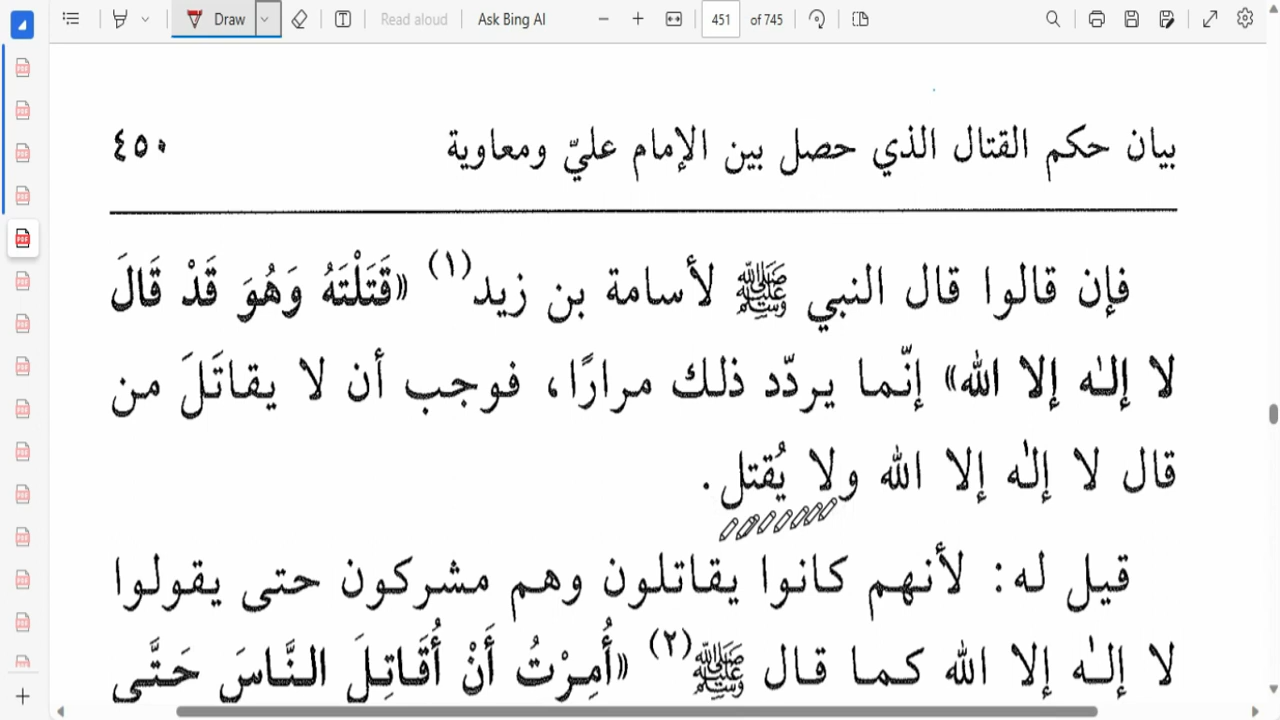 Draw
Read aloud
Ask Bing AI
451
of 745
بيان حكم القتال الذي حصل بين الإمام عليّ ومعاوية
٤٥٠
فإن قالوا قال النبي ﷺ لأسامة بن زيد(١) «قَتَلْتَهُ وَهُوَ قَدْ قَالَ
لا إلـٰه إلا الله» إنّما يردّد ذلك مرارًا، فوجب أن لا يقاتَلَ من
قال لا إلـٰه إلا الله ولا يُقتل.
قيل له: لأنهم كانوا يقاتلون وهم مشركون حتى يقولوا
لا إلـٰه إلا الله كما قال ﷺ(٢) «أُمِرْتُ أَنْ أُقَاتِلَ النَّاسَ حَتَّى